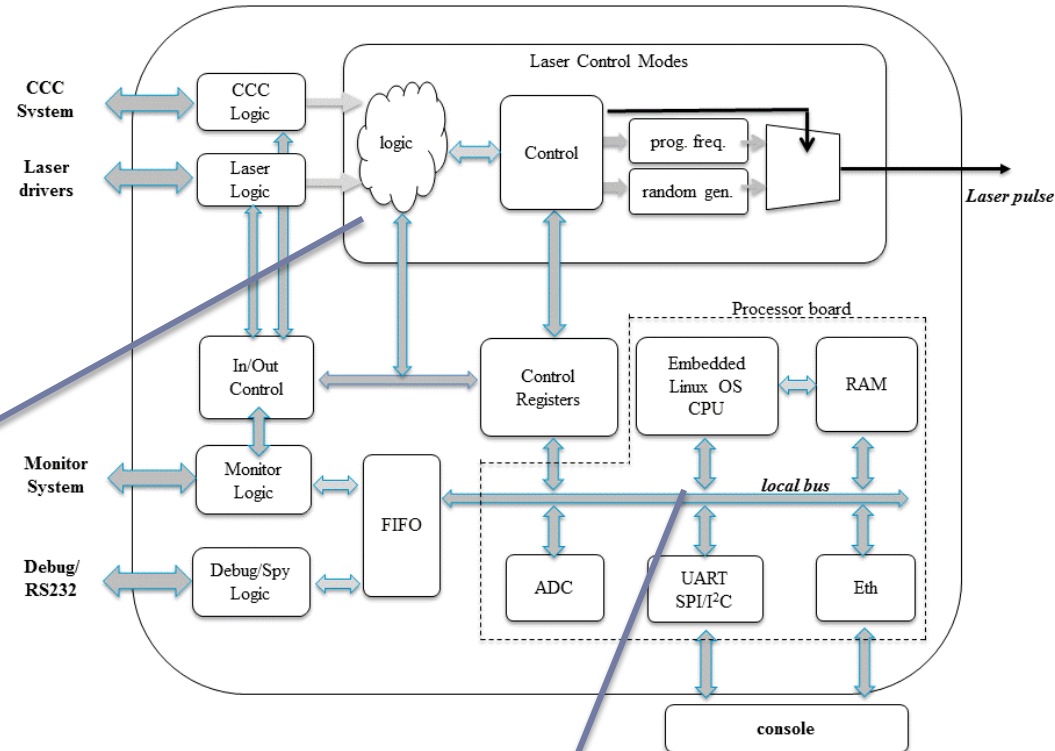 Laser Control Modes
CCC
System
CCC
Logic
logic
Control
prog. freq.
random gen.
Laser
drivers
Laser
Logic
Laser pulse
Processor board
In/Out
Control
Control
Registers
Embedded
Linux OS
CPU
RAM
Monitor
System
Monitor
Logic
FIFO
local bus
Debug/
RS232
Debug/Spy
Logic
ADC
UART
SPI/I²C
Eth
console